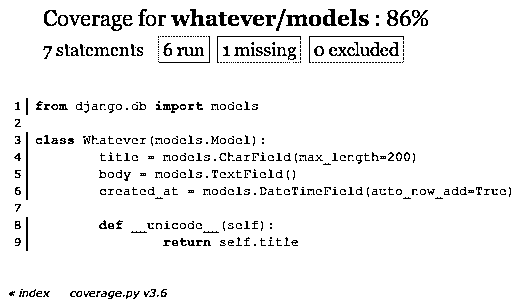 Coverage for whatever/models : 86%
7 statements 6 run 1 missing 0 excluded
1 from django.db import models
2
3 class Whatever(models.Model):
4 title = models.CharField(max_length=200)
5 body = models.TextField()
6 created_at = models.DateTimeField(auto_now_add=True)
7
8 def __unicode__(self):
9 return self.title
« index coverage.py v3.6